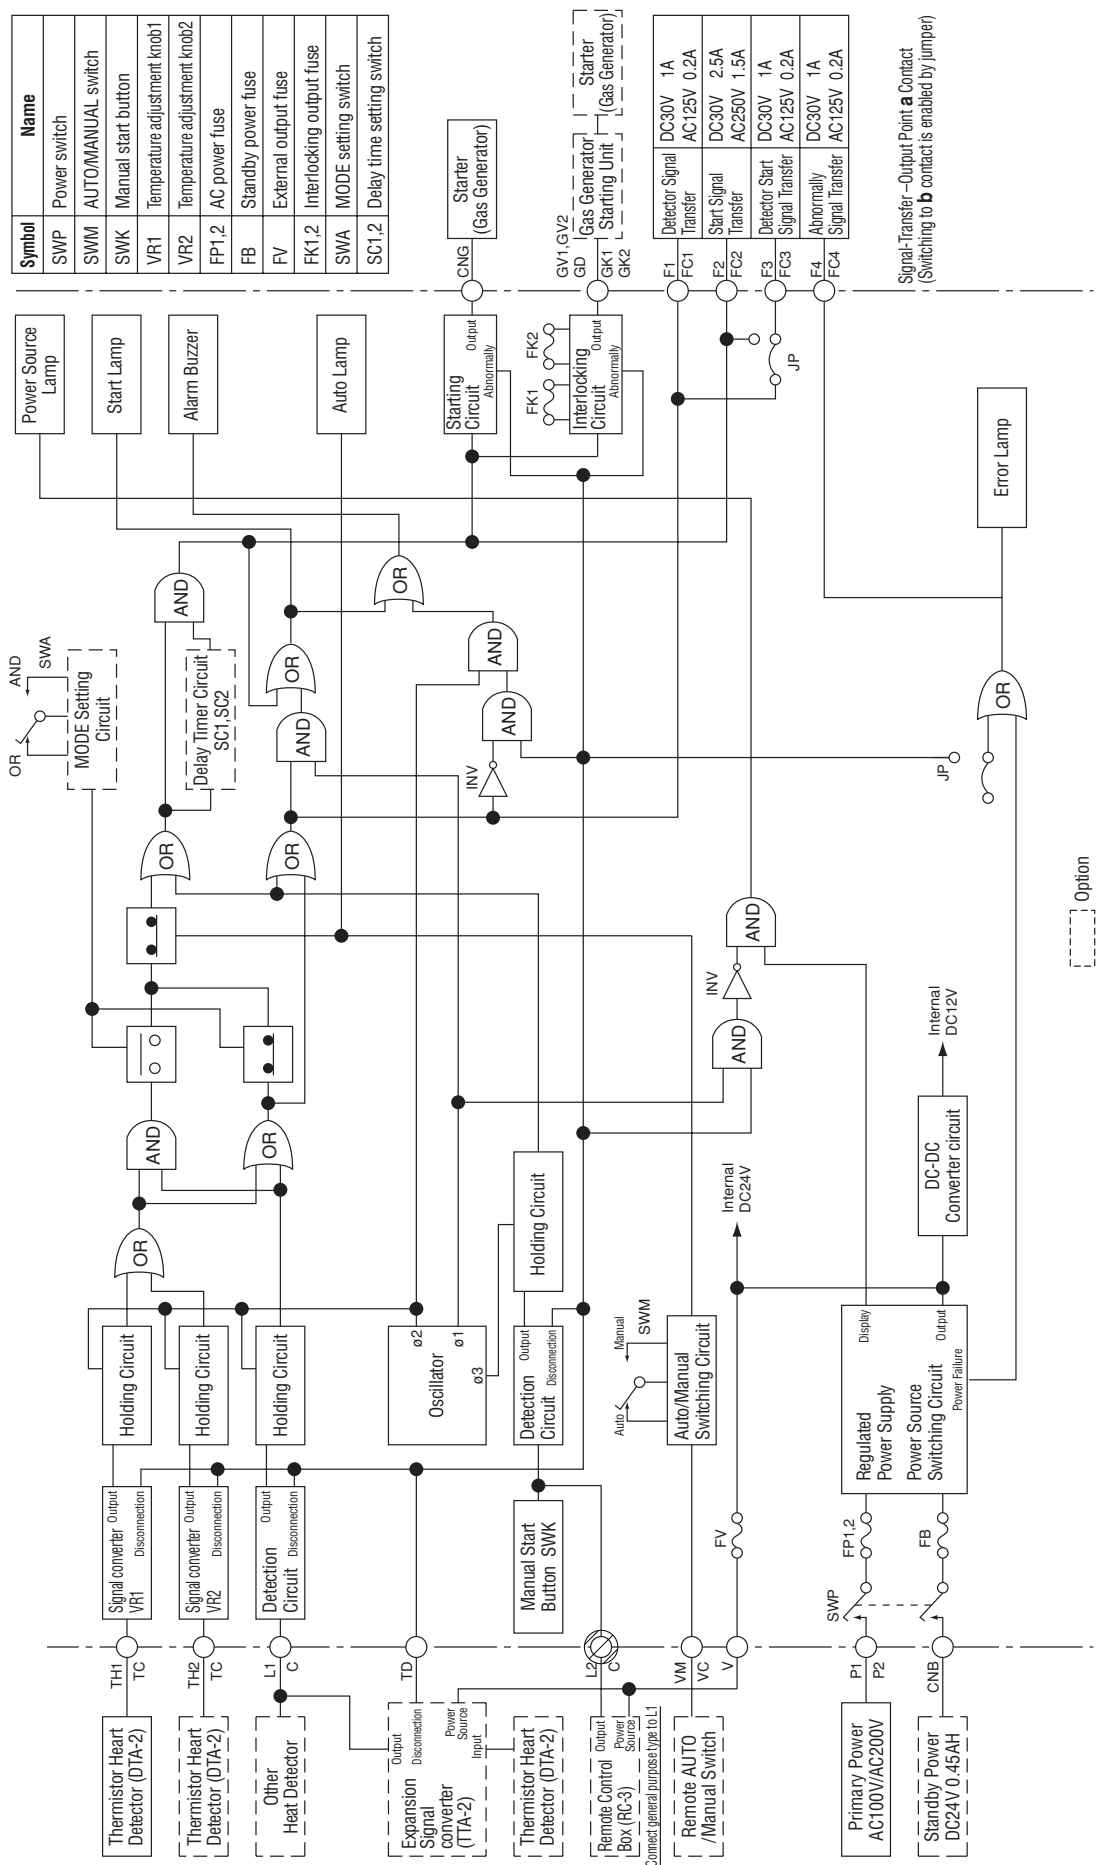 Symbol Name
SWP Power switch
SWM AUTO/MANUAL switch
SWK Manual start button
VR1 Temperature adjustment knob1
VR2 Temperature adjustment knob2
FP1,2 AC power fuse
FB Standby power fuse
FV External output fuse
FK1,2 Interlocking output fuse
SWA MODE setting switch
SC1,2 Delay time setting switch
Thermistor Heart
Detector (DTA-2)
TH1
TC
Signal converter
VR1
Output
Disconnection
Holding Circuit
OR
AND
OR
AND
SWA
MODE Setting
Circuit
OR
AND
Power Source
Lamp
Thermistor Heart
Detector (DTA-2)
TH2
TC
Signal converter
VR2
Output
Disconnection
Holding Circuit
Delay Timer Circuit
SC1,SC2
Start Lamp
Alarm Buzzer
Other
Heat Detector
L1
C
Detection
Circuit
Output
Disconnection
Holding Circuit
OR
OR
AND
OR
Auto Lamp
Expansion
Signal
converter
(TTA-2)
Output
Disconnection
Power
Source
Input
TD
Oscillator
ø2
ø1
ø3
OR
Starting
Circuit
Output
Abnormally
CNG
Starter
(Gas Generator)
Thermistor Heart
Detector (DTA-2)
Manual Start
Button SWK
Detection
Circuit
Output
Disconnection
Holding Circuit
INV
AND
AND
FK1
FK2
Interlocking
Circuit
Output
Abnormally
GV1,GV2
GD
GK1
GK2
Gas Generator
Starting Unit
Starter
(Gas Generator)
Remote Control
Box (RC-3)
Output
Power
Source
L2
C
Connect general purpose type to L1
Remote AUTO
/Manual Switch
VM
VC
V
Auto
Manual
SWM
Auto/Manual
Switching Circuit
FV
Internal
DC24V
AND
INV
AND
JP
F1
FC1
Detector Signal
Transfer
DC30V 1A
AC125V 0.2A
F2
FC2
Start Signal
Transfer
DC30V 2.5A
AC250V 1.5A
F3
FC3
Detector Start
Signal Transfer
DC30V 1A
AC125V 0.2A
F4
FC4
Abnormally
Signal Transfer
DC30V 1A
AC125V 0.2A
Signal-Transfer–Output Point a Contact
(Switching to b contact is enabled by jumper)
Primary Power
AC100V/AC200V
P1
P2
SWP
FP1,2
Regulated
Power Supply
Display
Power Source
Switching Circuit
Output
Power Failure
Standby Power
DC24V 0.45AH
CNB
FB
DC-DC
Converter circuit
Internal
DC12V
JP
OR
Error Lamp
Option